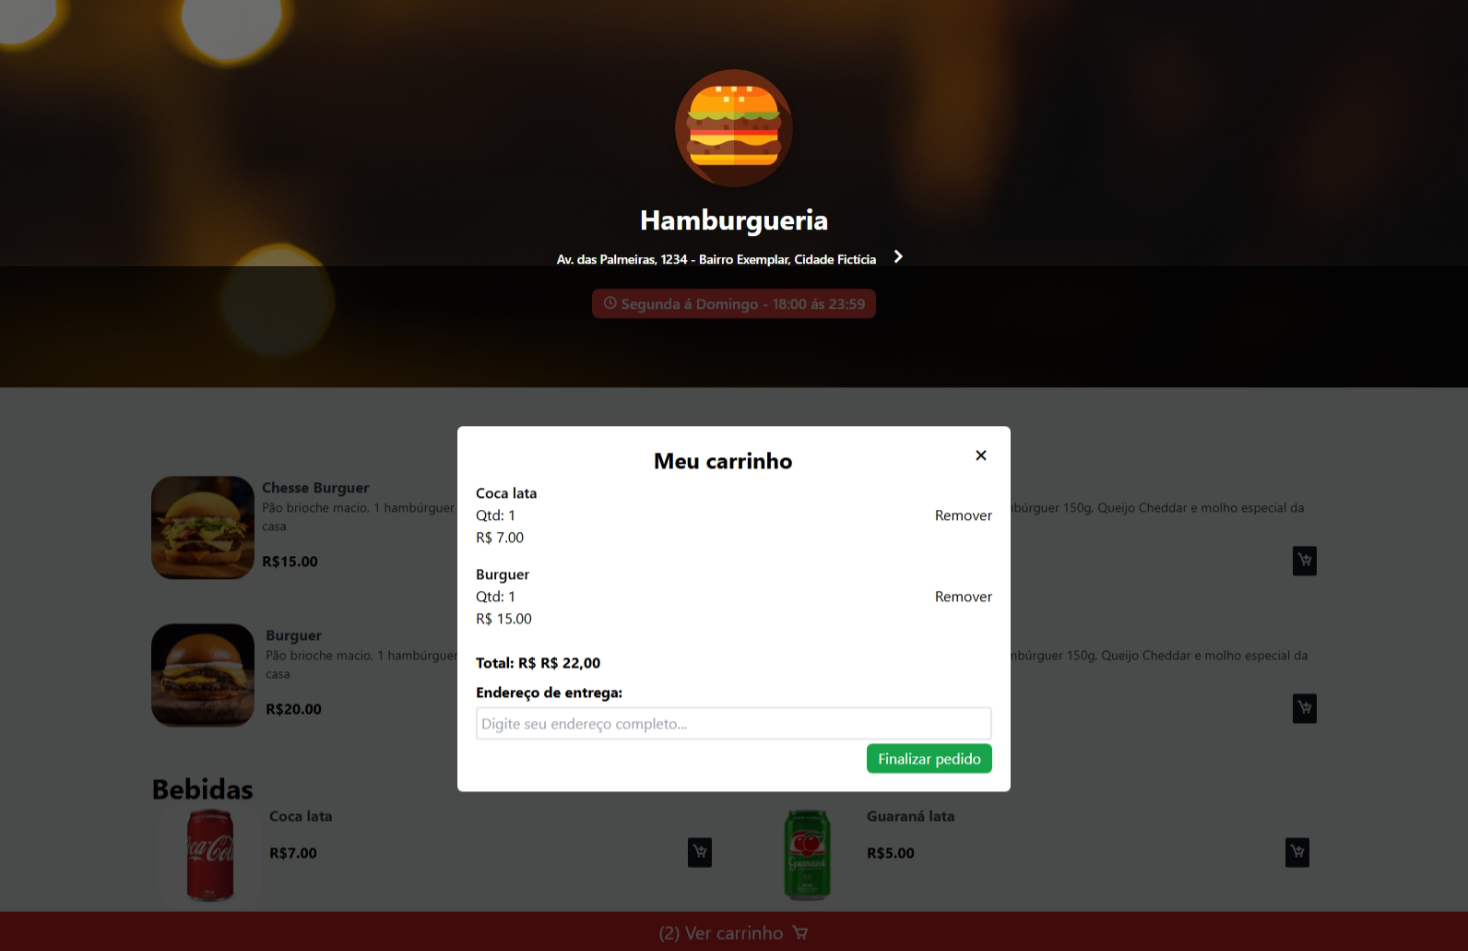 Hamburgueria
Av. das Palmeiras, 1234 - Bairro Exemplar, Cidade Fictícia
Segunda á Domingo - 18:00 ás 23:59
Meu carrinho
Coca lata
Qtd: 1
Remover
R$ 7.00
Burguer
Qtd: 1
Remover
R$ 15.00
Total: R$ R$ 22,00
Endereço de entrega:
Digite seu endereço completo...
Finalizar pedido
Chesse Burguer
Pão brioche macio, 1 hambúrguer
casa
R$15.00
búrguer 150g, Queijo Cheddar e molho especial da
Burguer
Pão brioche macio, 1 hambúrguer
casa
R$20.00
búrguer 150g, Queijo Cheddar e molho especial da
Bebidas
Coca lata
R$7.00
Coca-Cola
Guaraná lata
R$5.00
Guaraná
(2) Ver carrinho